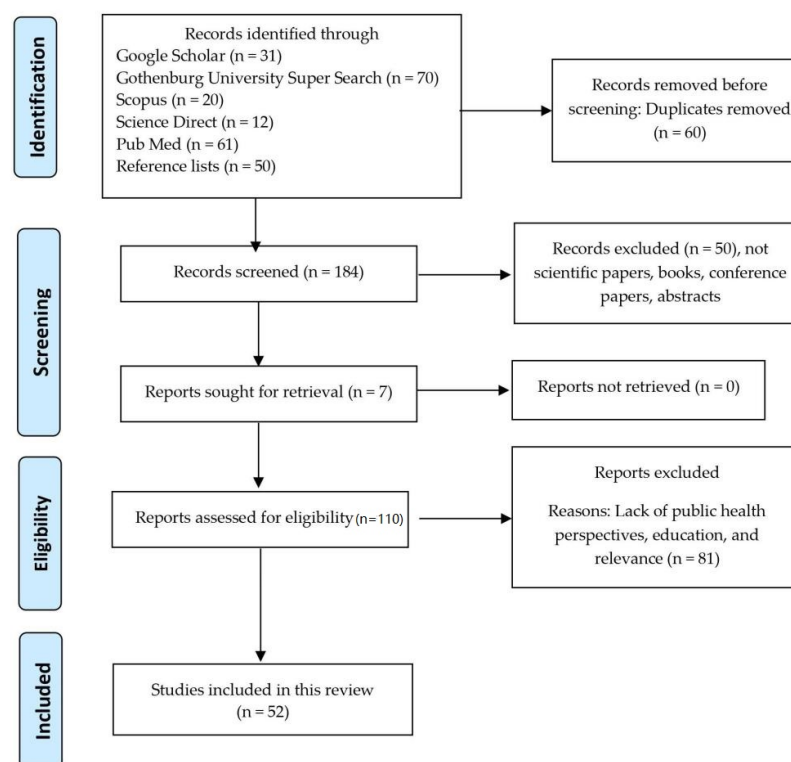 Identification
Records identified through
Google Scholar (n = 31)
Gothenburg University Super Search (n = 70)
Scopus (n = 20)
Science Direct (n = 12)
Pub Med (n = 61)
Reference lists (n = 50)
Records removed before
screening: Duplicates removed
(n = 60)
Screening
Records screened (n = 184)
Records excluded (n = 50), not
scientific papers, books, conference
papers, abstracts
Reports sought for retrieval (n = 7)
Reports not retrieved (n = 0)
Eligibility
Reports assessed for eligibility (n=110)
Reports excluded
Reasons: Lack of public health
perspectives, education, and
relevance (n = 81)
Included
Studies included in this review
(n = 52)